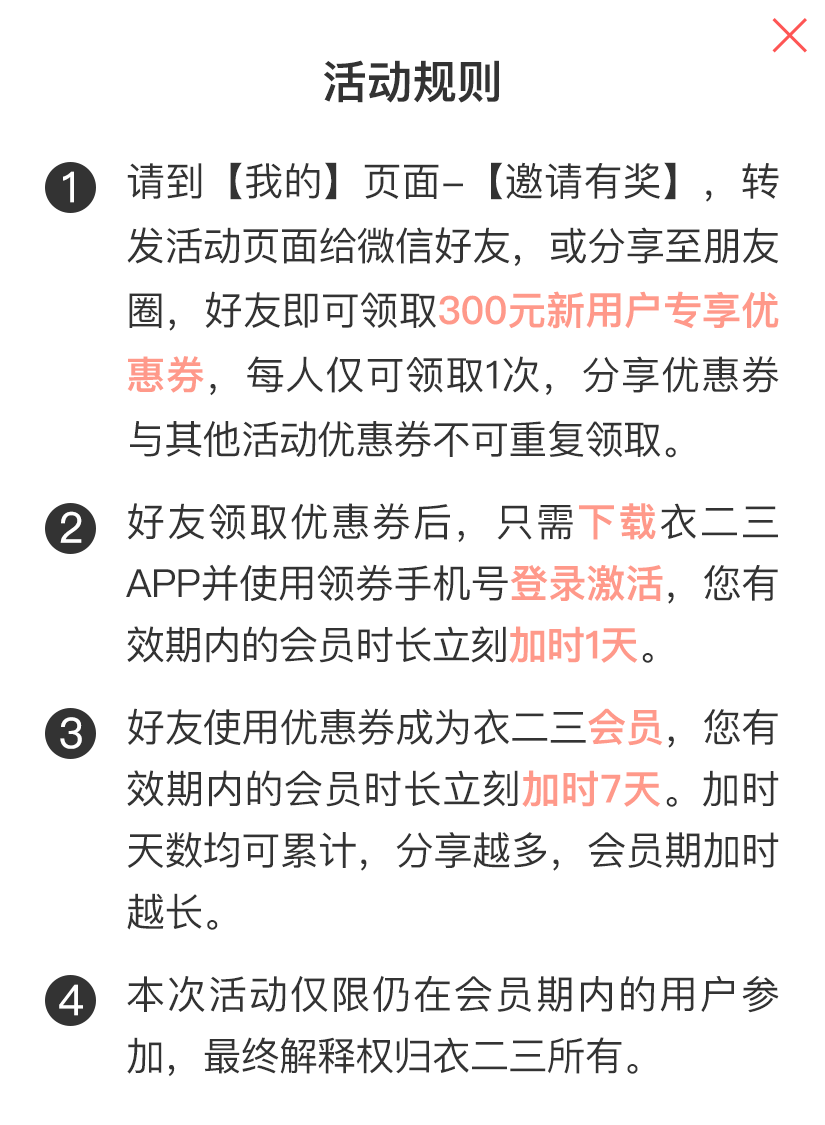 活动规则
1 请到【我的】页面-【邀请有奖】，转
发活动页面给微信好友，或分享至朋友
圈，好友即可领取300元新用户专享优
惠券，每人仅可领取1次，分享优惠券
与其他活动优惠券不可重复领取。
2 好友领取优惠券后，只需下载衣二三
APP并使用领券手机号登录激活，您有
效期内的会员时长立刻加时1天。
3 好友使用优惠券成为衣二三会员，您有
效期内的会员时长立刻加时7天。加时
天数均可累计，分享越多，会员期加时
越长。
4 本次活动仅限仍在会员期内的用户参
加，最终解释权归衣二三所有。